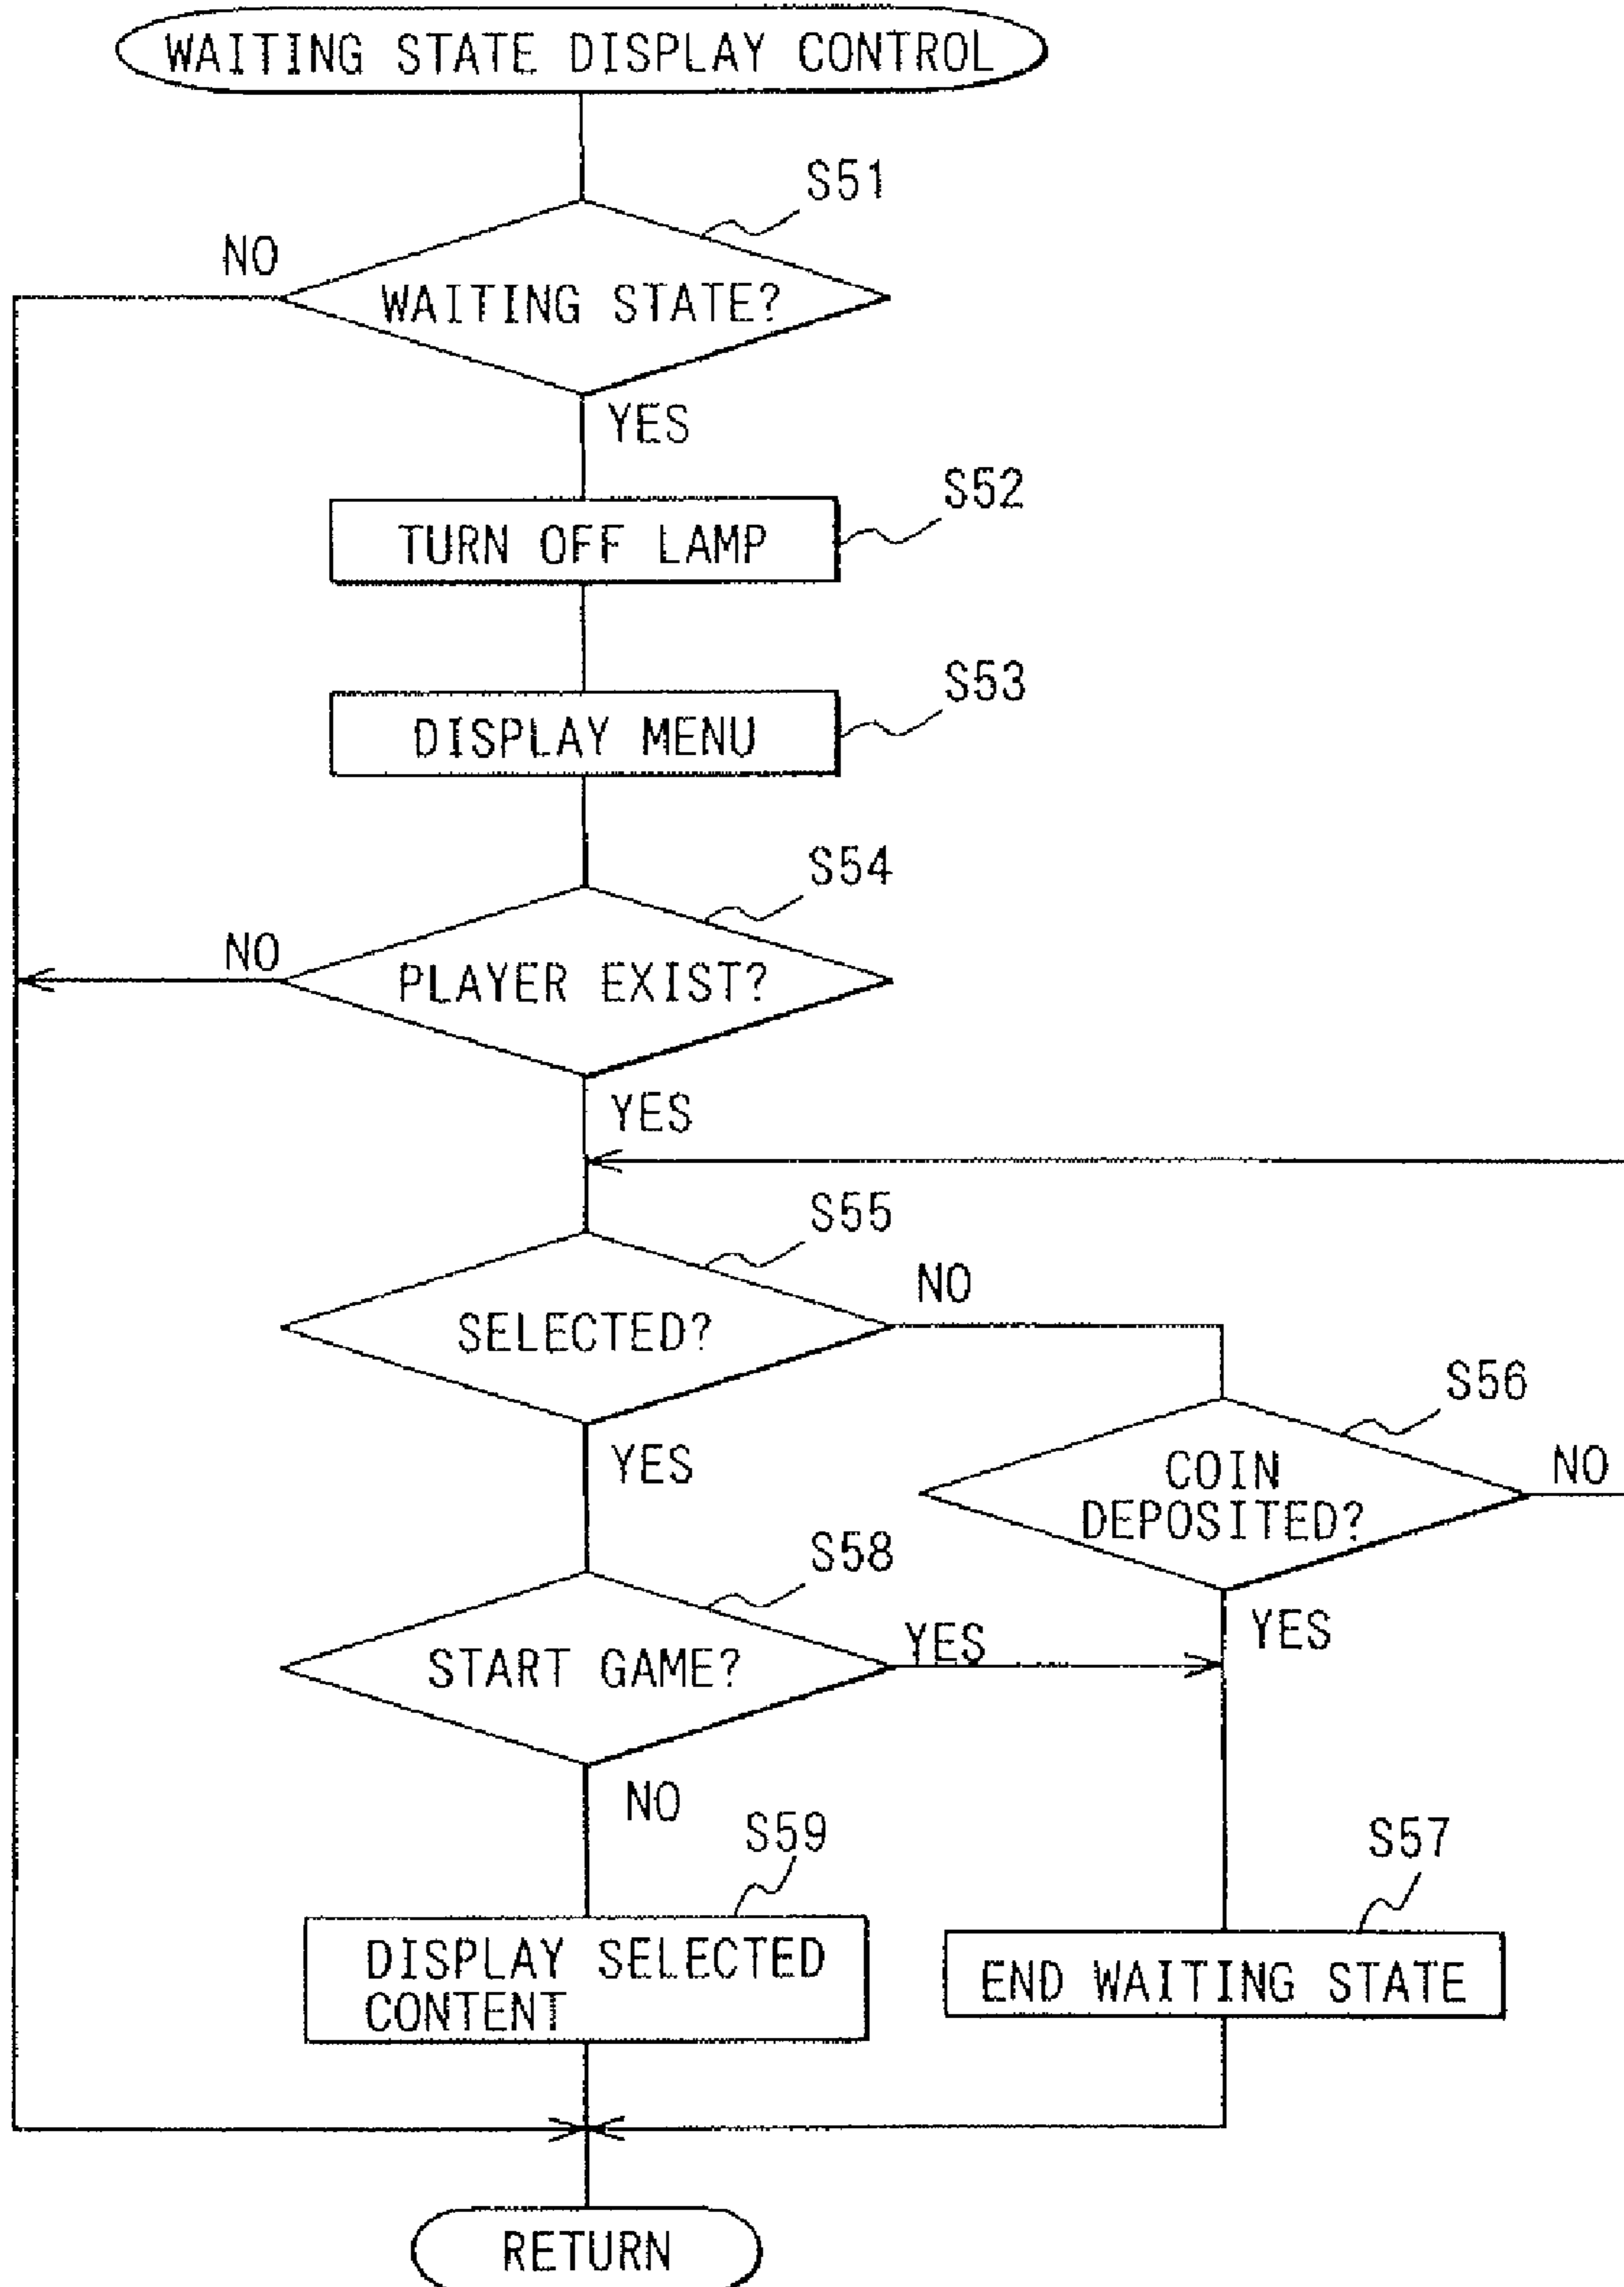 WAITING STATE DISPLAY CONTROL
S51
NO
WAITING STATE?
YES
S52
TURN OFF LAMP
S53
DISPLAY MENU
S54
NO
PLAYER EXIST?
YES
S55
NO
SELECTED?
S56
YES
COIN
DEPOSITED?
NO
S58
YES
YES
START GAME?
NO
S59
S57
DISPLAY SELECTED
CONTENT
END WAITING STATE
RETURN